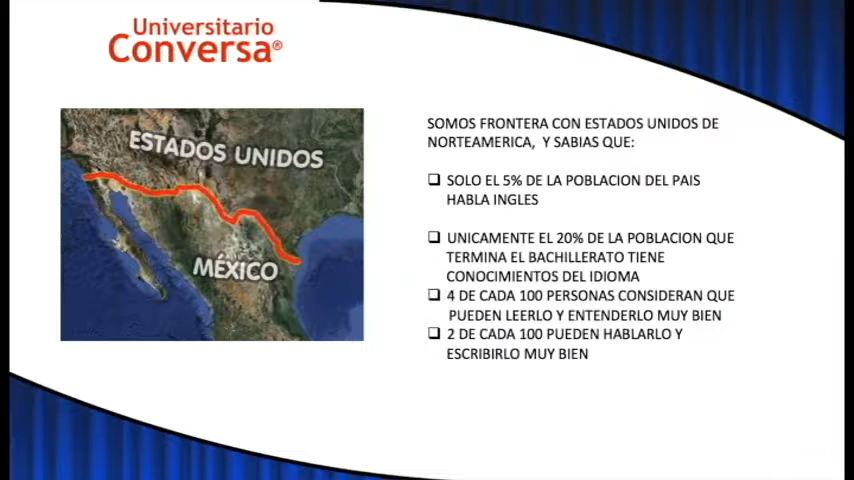 Universitario
Conversa®
ESTADOS UNIDOS
MÉXICO
SOMOS FRONTERA CON ESTADOS UNIDOS DE
NORTEAMERICA, Y SABIAS QUE:
SOLO EL 5% DE LA POBLACION DEL PAIS
HABLA INGLES
UNICAMENTE EL 20% DE LA POBLACION QUE
TERMINA EL BACHILLERATO TIENE
CONOCIMIENTOS DEL IDIOMA
4 DE CADA 100 PERSONAS CONSIDERAN QUE
PUEDEN LEERLO Y ENTENDERLO MUY BIEN
2 DE CADA 100 PUEDEN HABLARLO Y
ESCRIBIRLO MUY BIEN